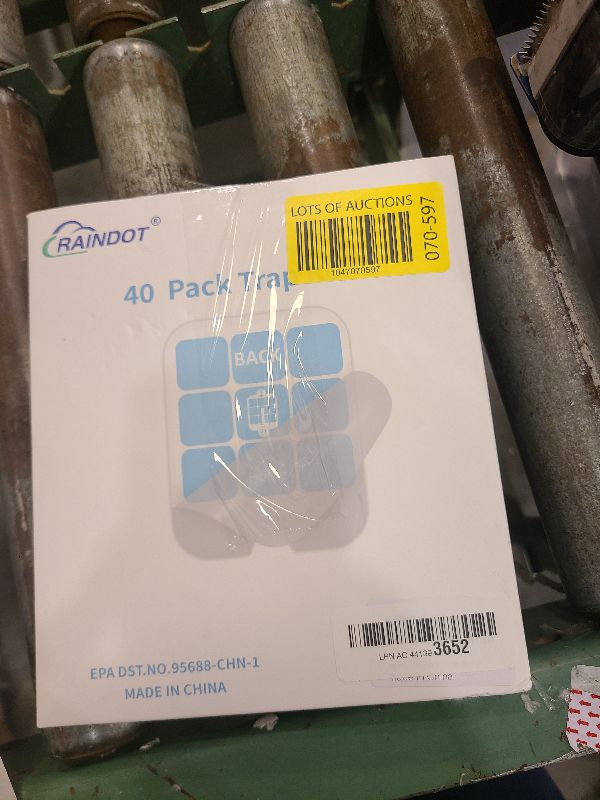 RAINDOT®
LOTS OF AUCTIONS
070-597
1047070597
40 Pack Trap
BACK
EPA DST.NO.95688-CHN-1
MADE IN CHINA
3652